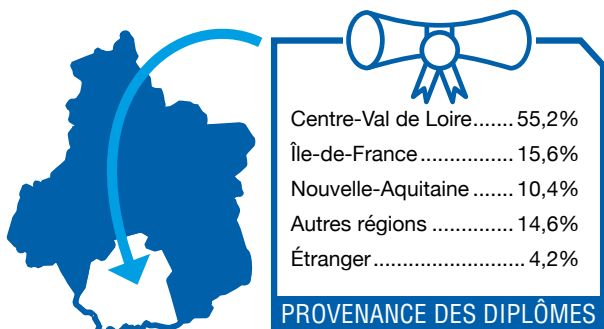 Centre-Val de Loire....... 55,2%
Île-de-France................ 15,6%
Nouvelle-Aquitaine ....... 10,4%
Autres régions .............. 14,6%
Étranger.......................... 4,2%
PROVENANCE DES DIPLÔMES